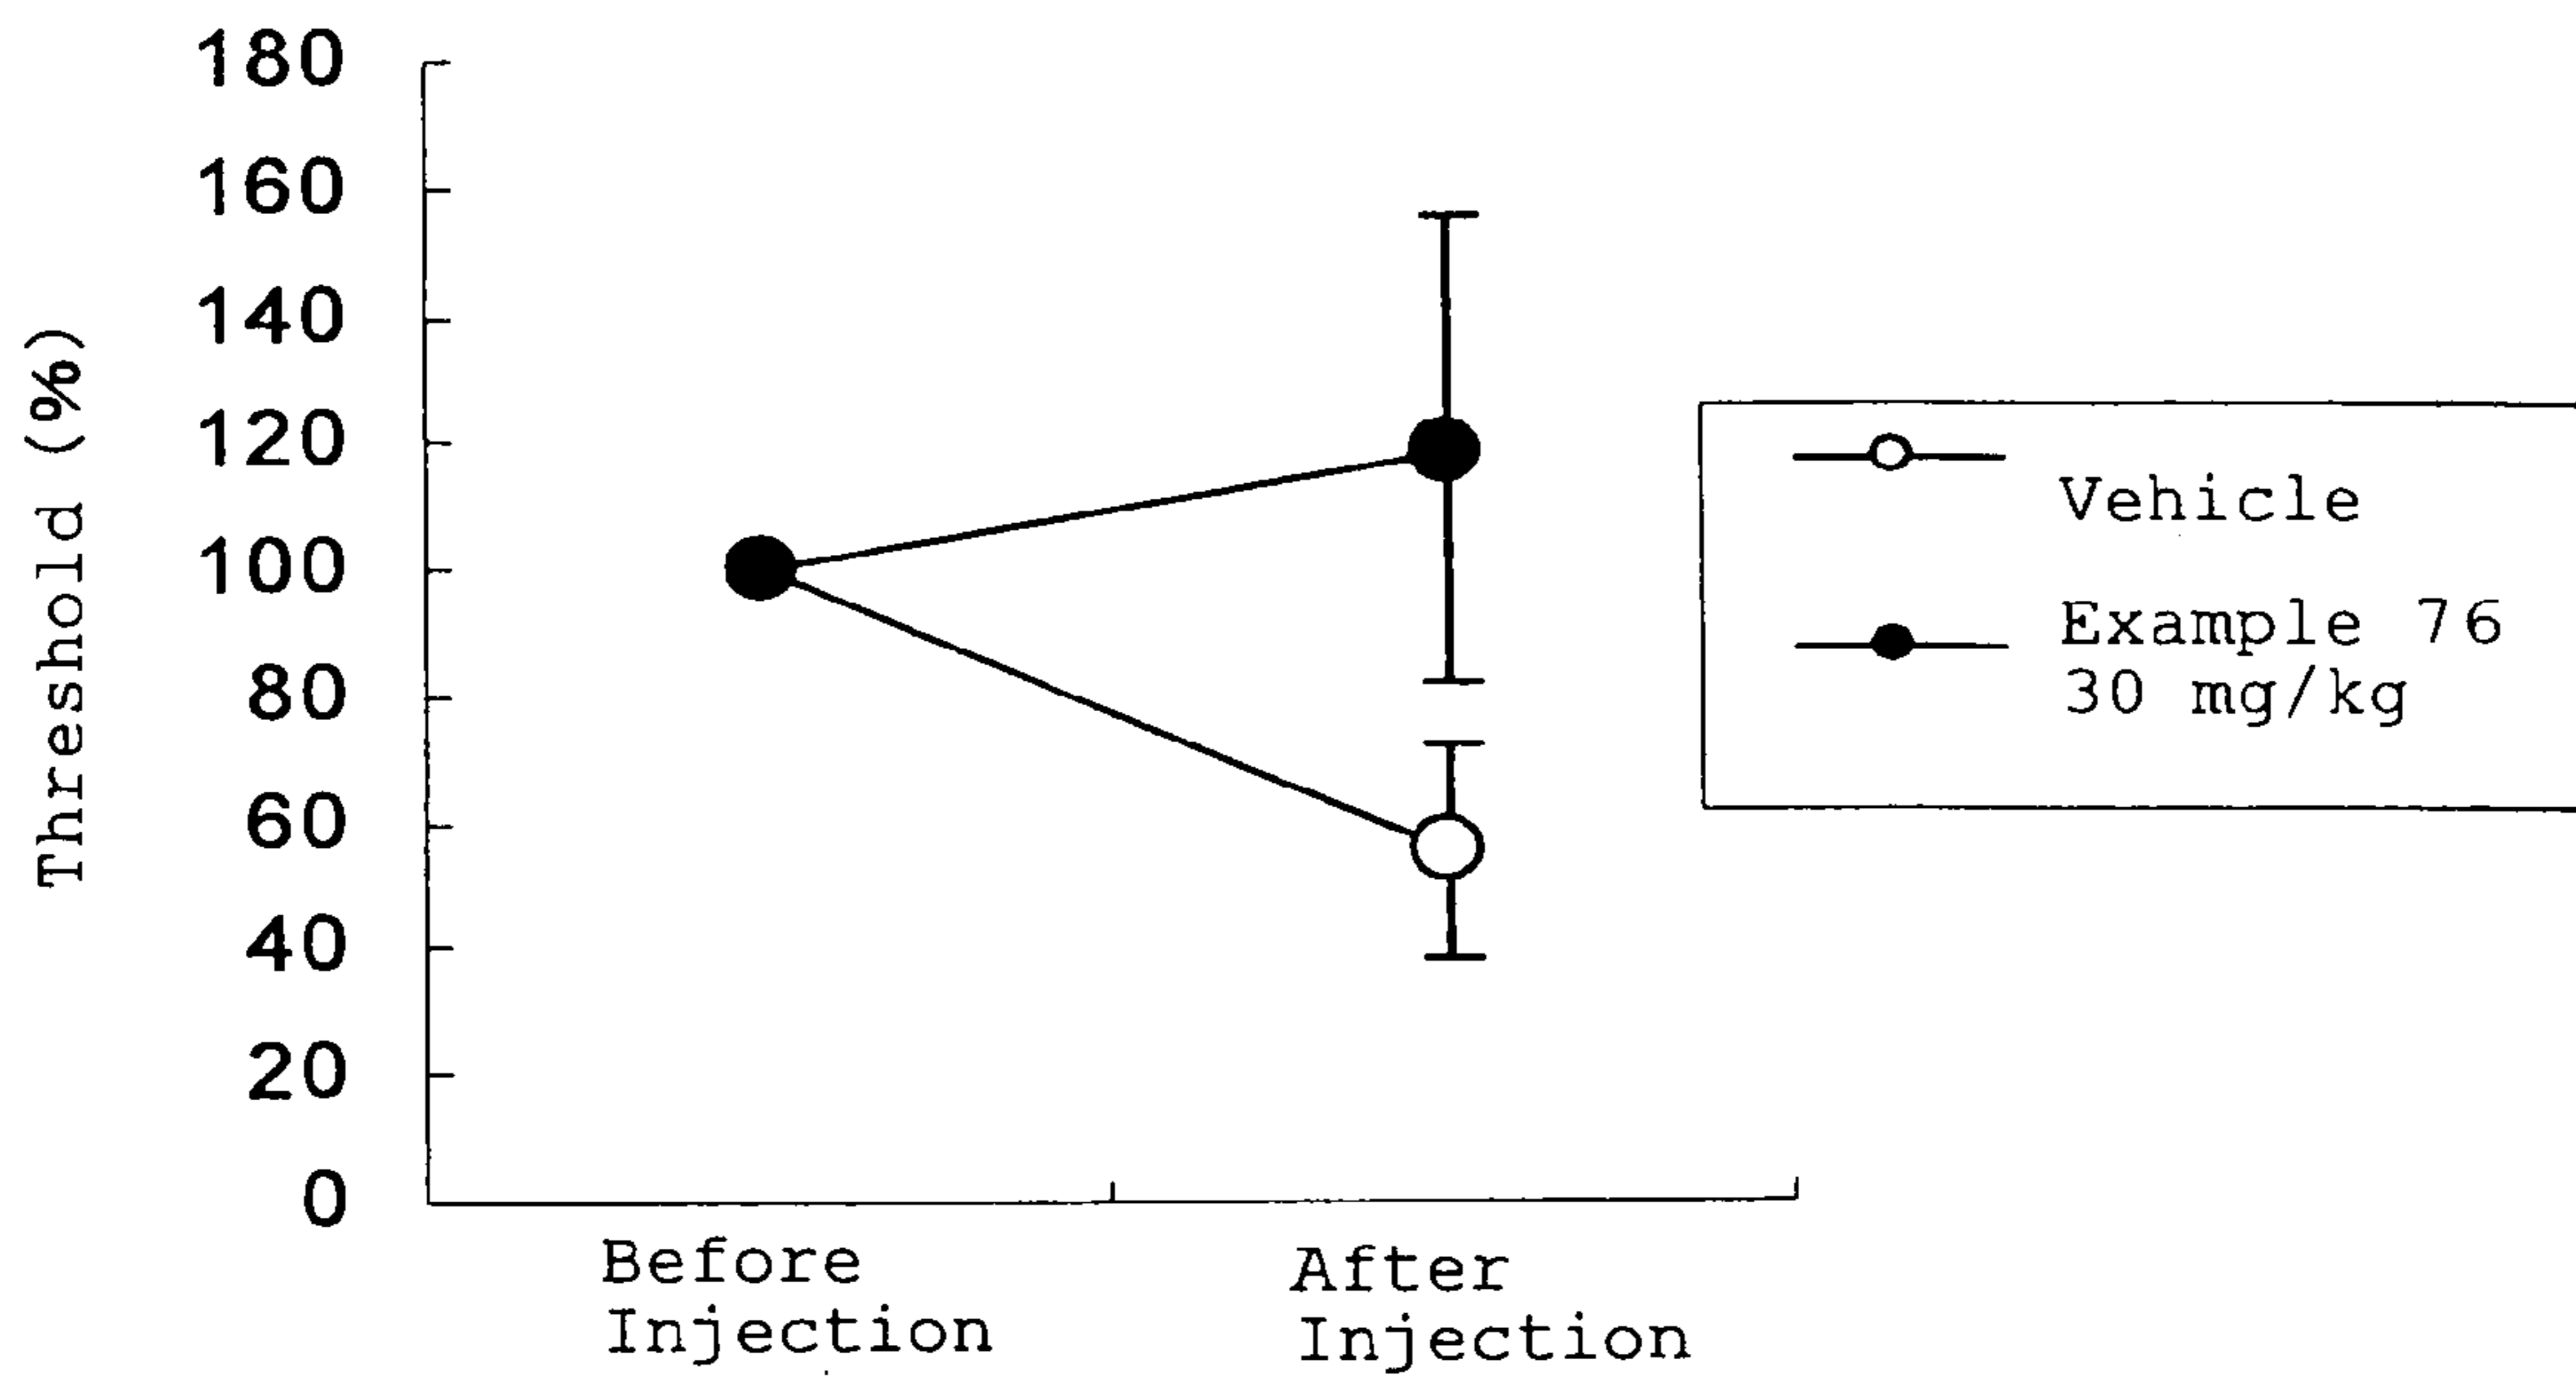 Threshold (%)
180
160
140
120
100
80
60
40
20
0
Before
Injection
After
Injection
Vehicle
Example 76
30 mg/kg